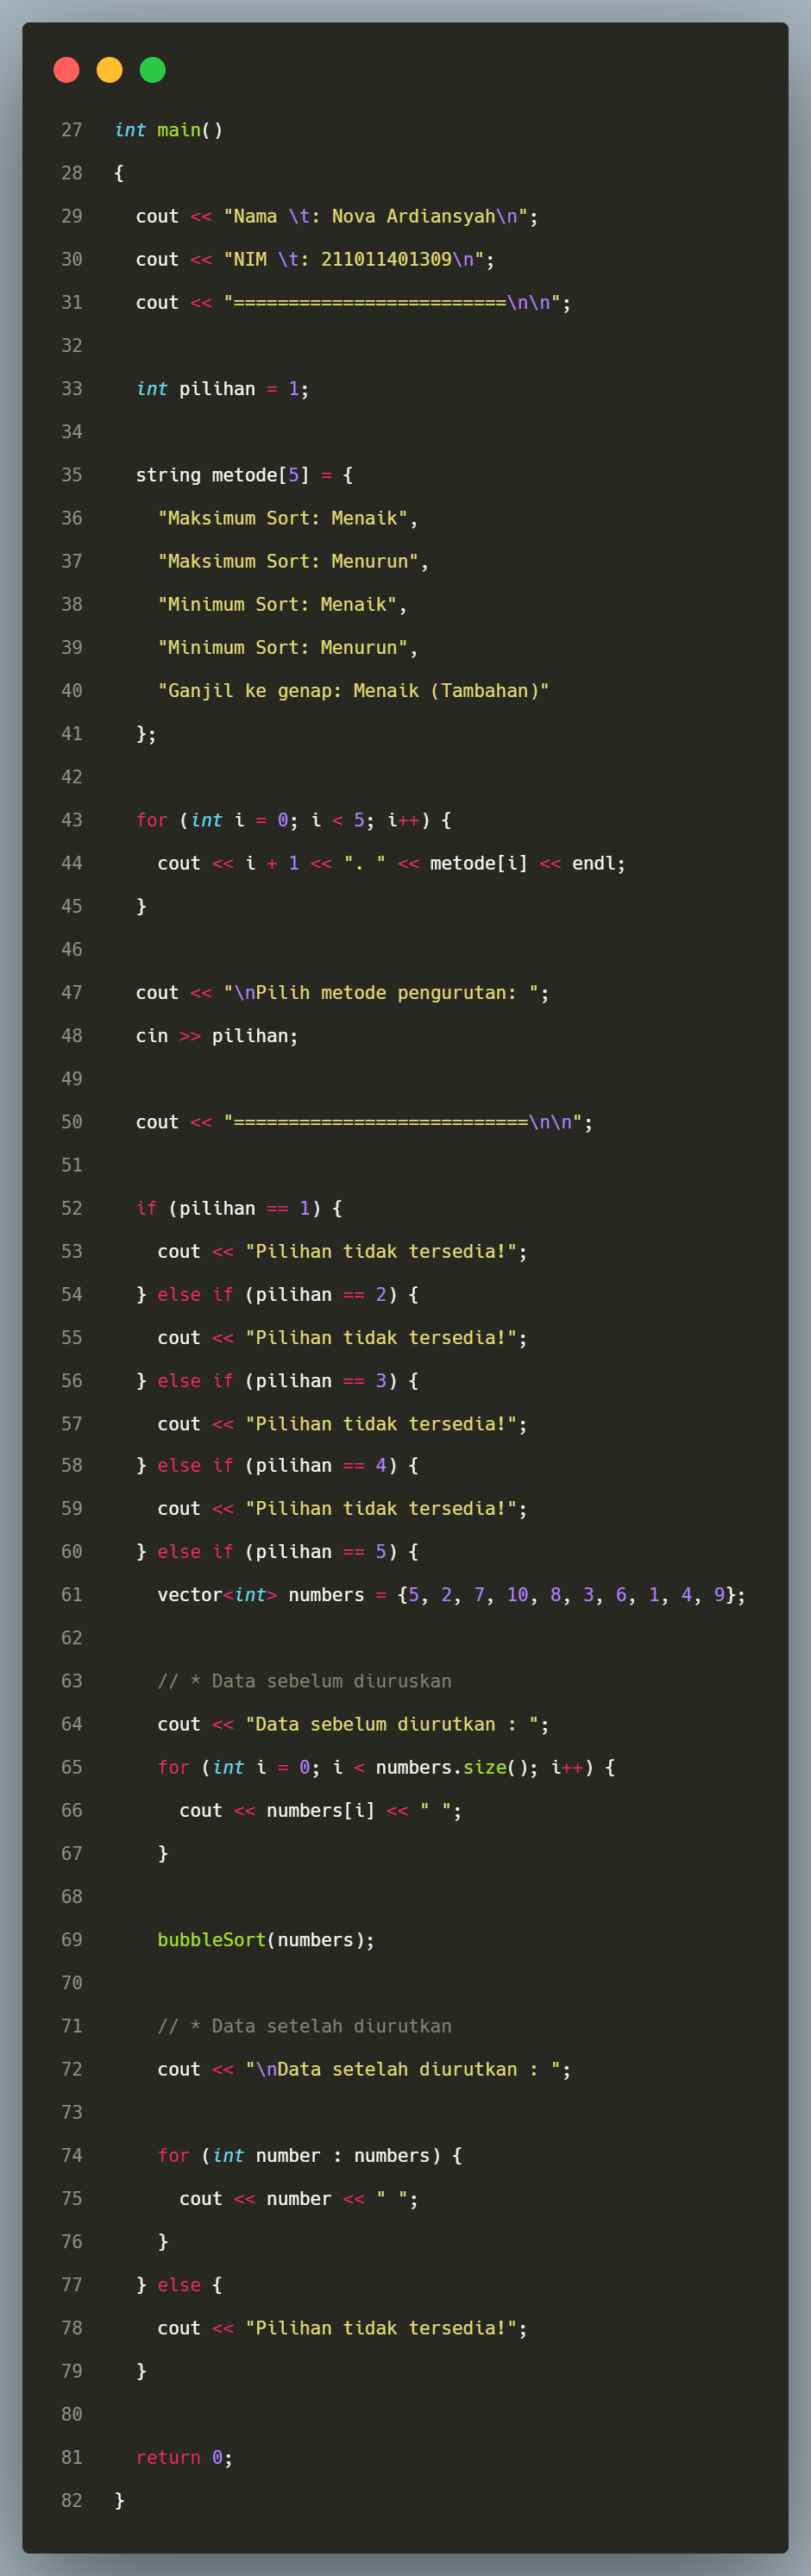 27 int main()
28 {
29   cout << "Nama \t: Nova Ardiansyah\n";
30   cout << "NIM \t: 211011401309\n";
31   cout << "=========================\n\n";
32
33   int pilihan = 1;
34
35   string metode[5] = {
36     "Maksimum Sort: Menaik",
37     "Maksimum Sort: Menurun",
38     "Minimum Sort: Menaik",
39     "Minimum Sort: Menurun",
40     "Ganjil ke genap: Menaik (Tambahan)"
41   };
42
43   for (int i = 0; i < 5; i++) {
44     cout << i + 1 << ". " << metode[i] << endl;
45   }
46
47   cout << "\nPilih metode pengurutan: ";
48   cin >> pilihan;
49
50   cout << "===========================\n\n";
51
52   if (pilihan == 1) {
53     cout << "Pilihan tidak tersedia!";
54   } else if (pilihan == 2) {
55     cout << "Pilihan tidak tersedia!";
56   } else if (pilihan == 3) {
57     cout << "Pilihan tidak tersedia!";
58   } else if (pilihan == 4) {
59     cout << "Pilihan tidak tersedia!";
60   } else if (pilihan == 5) {
61     vector<int> numbers = {5, 2, 7, 10, 8, 3, 6, 1, 4, 9};
62
63     // * Data sebelum diuruskan
64     cout << "Data sebelum diurutkan : ";
65     for (int i = 0; i < numbers.size(); i++) {
66       cout << numbers[i] << " ";
67     }
68
69     bubbleSort(numbers);
70
71     // * Data setelah diurutkan
72     cout << "\nData setelah diurutkan : ";
73
74     for (int number : numbers) {
75       cout << number << " ";
76     }
77   } else {
78     cout << "Pilihan tidak tersedia!";
79   }
80
81   return 0;
82 }